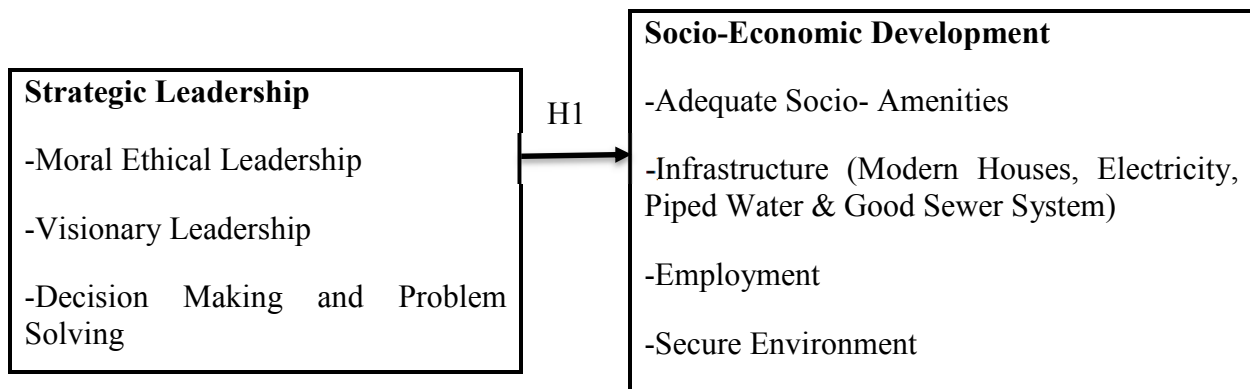 Strategic Leadership
-Moral Ethical Leadership
-Visionary Leadership
-Decision Making and Problem
Solving
H1
Socio-Economic Development
-Adequate Socio- Amenities
-Infrastructure (Modern Houses, Electricity,
Piped Water & Good Sewer System)
-Employment
-Secure Environment